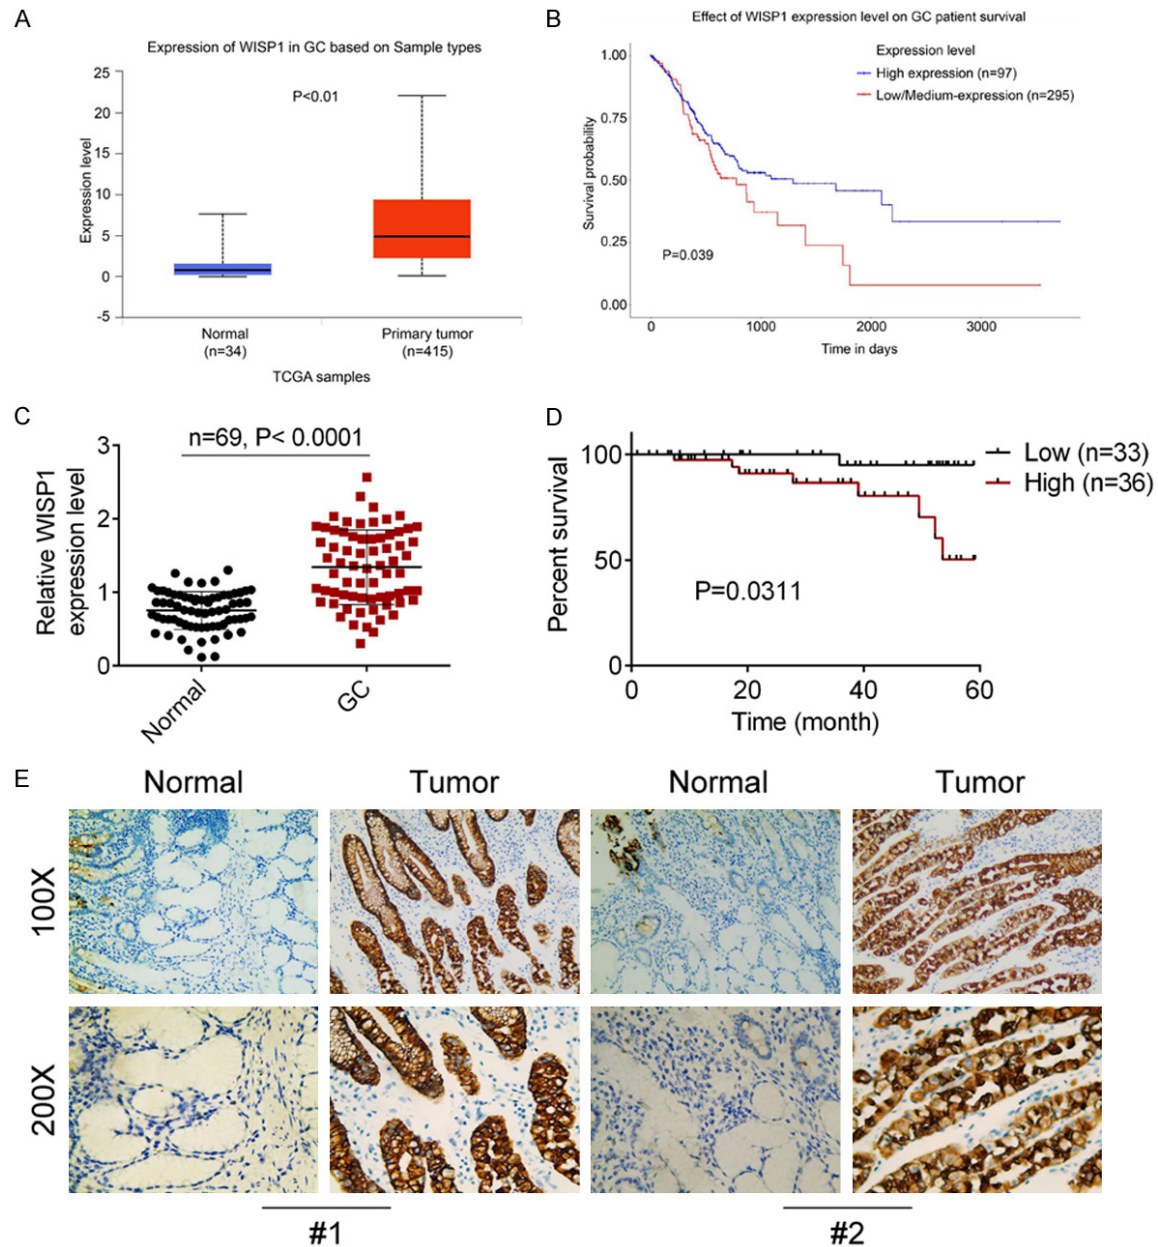 A
Expression of WISP1 in GC based on Sample types
P<0.01
Expression level
25
20
15
10
5
0
-5
Normal
(n=34)
Primary tumor
(n=415)
TCGA samples
B
Effect of WISP1 expression level on GC patient survival
Expression level
High expression (n=97)
Low/Medium-expression (n=295)
Survival probability
1.00
0.75
0.50
0.25
0.00
P=0.039
0
1000
2000
3000
Time in days
C
n=69, P< 0.0001
Relative WISP1
expression level
3
2
1
0
Normal
GC
D
Percent survival
100
50
0
Low (n=33)
High (n=36)
P=0.0311
0
20
40
60
Time (month)
E
Normal
Tumor
Normal
Tumor
100X
200X
#1
#2